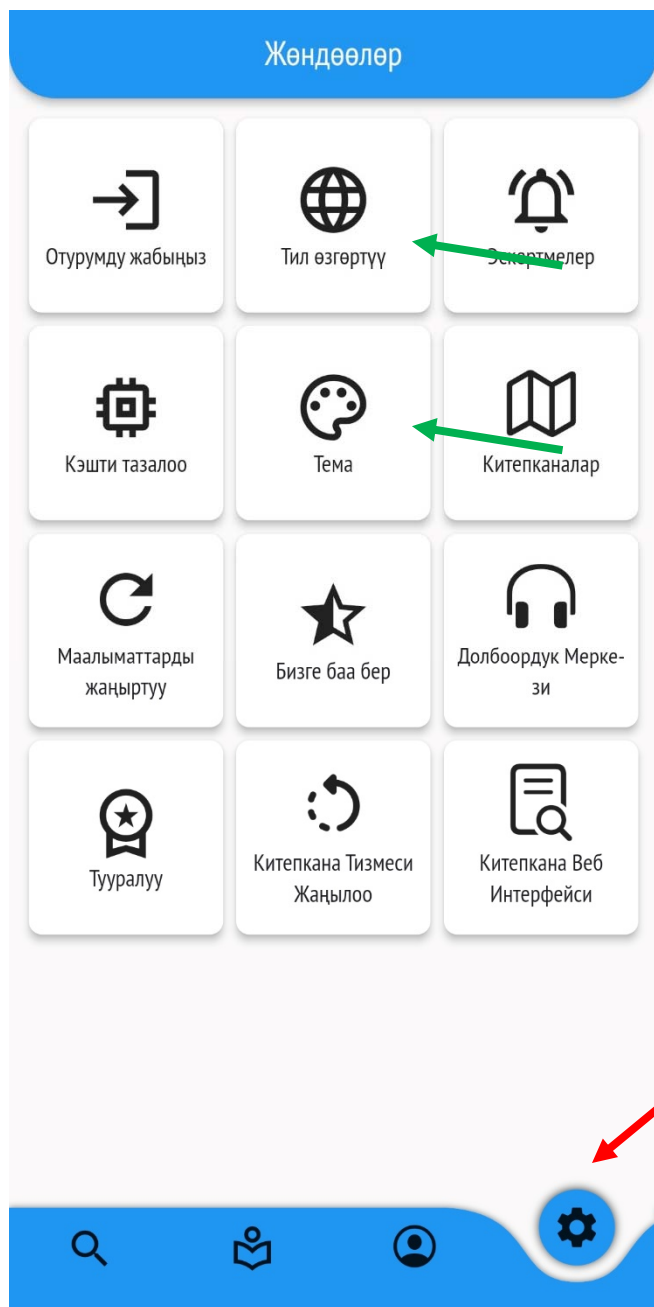 Жөндөөлөр
Отурумду жабыңыз
Тил өзгөртүү
Эскертмелер
Кэшти тазалоо
Тема
Китепканалар
Маалыматтарды
жаңыртуу
Бизге баа бер
Долбоордук Мерке-
зи
Тууралуу
Китепкана Тизмеси
Жаңылоо
Китепкана Веб
Интерфейси